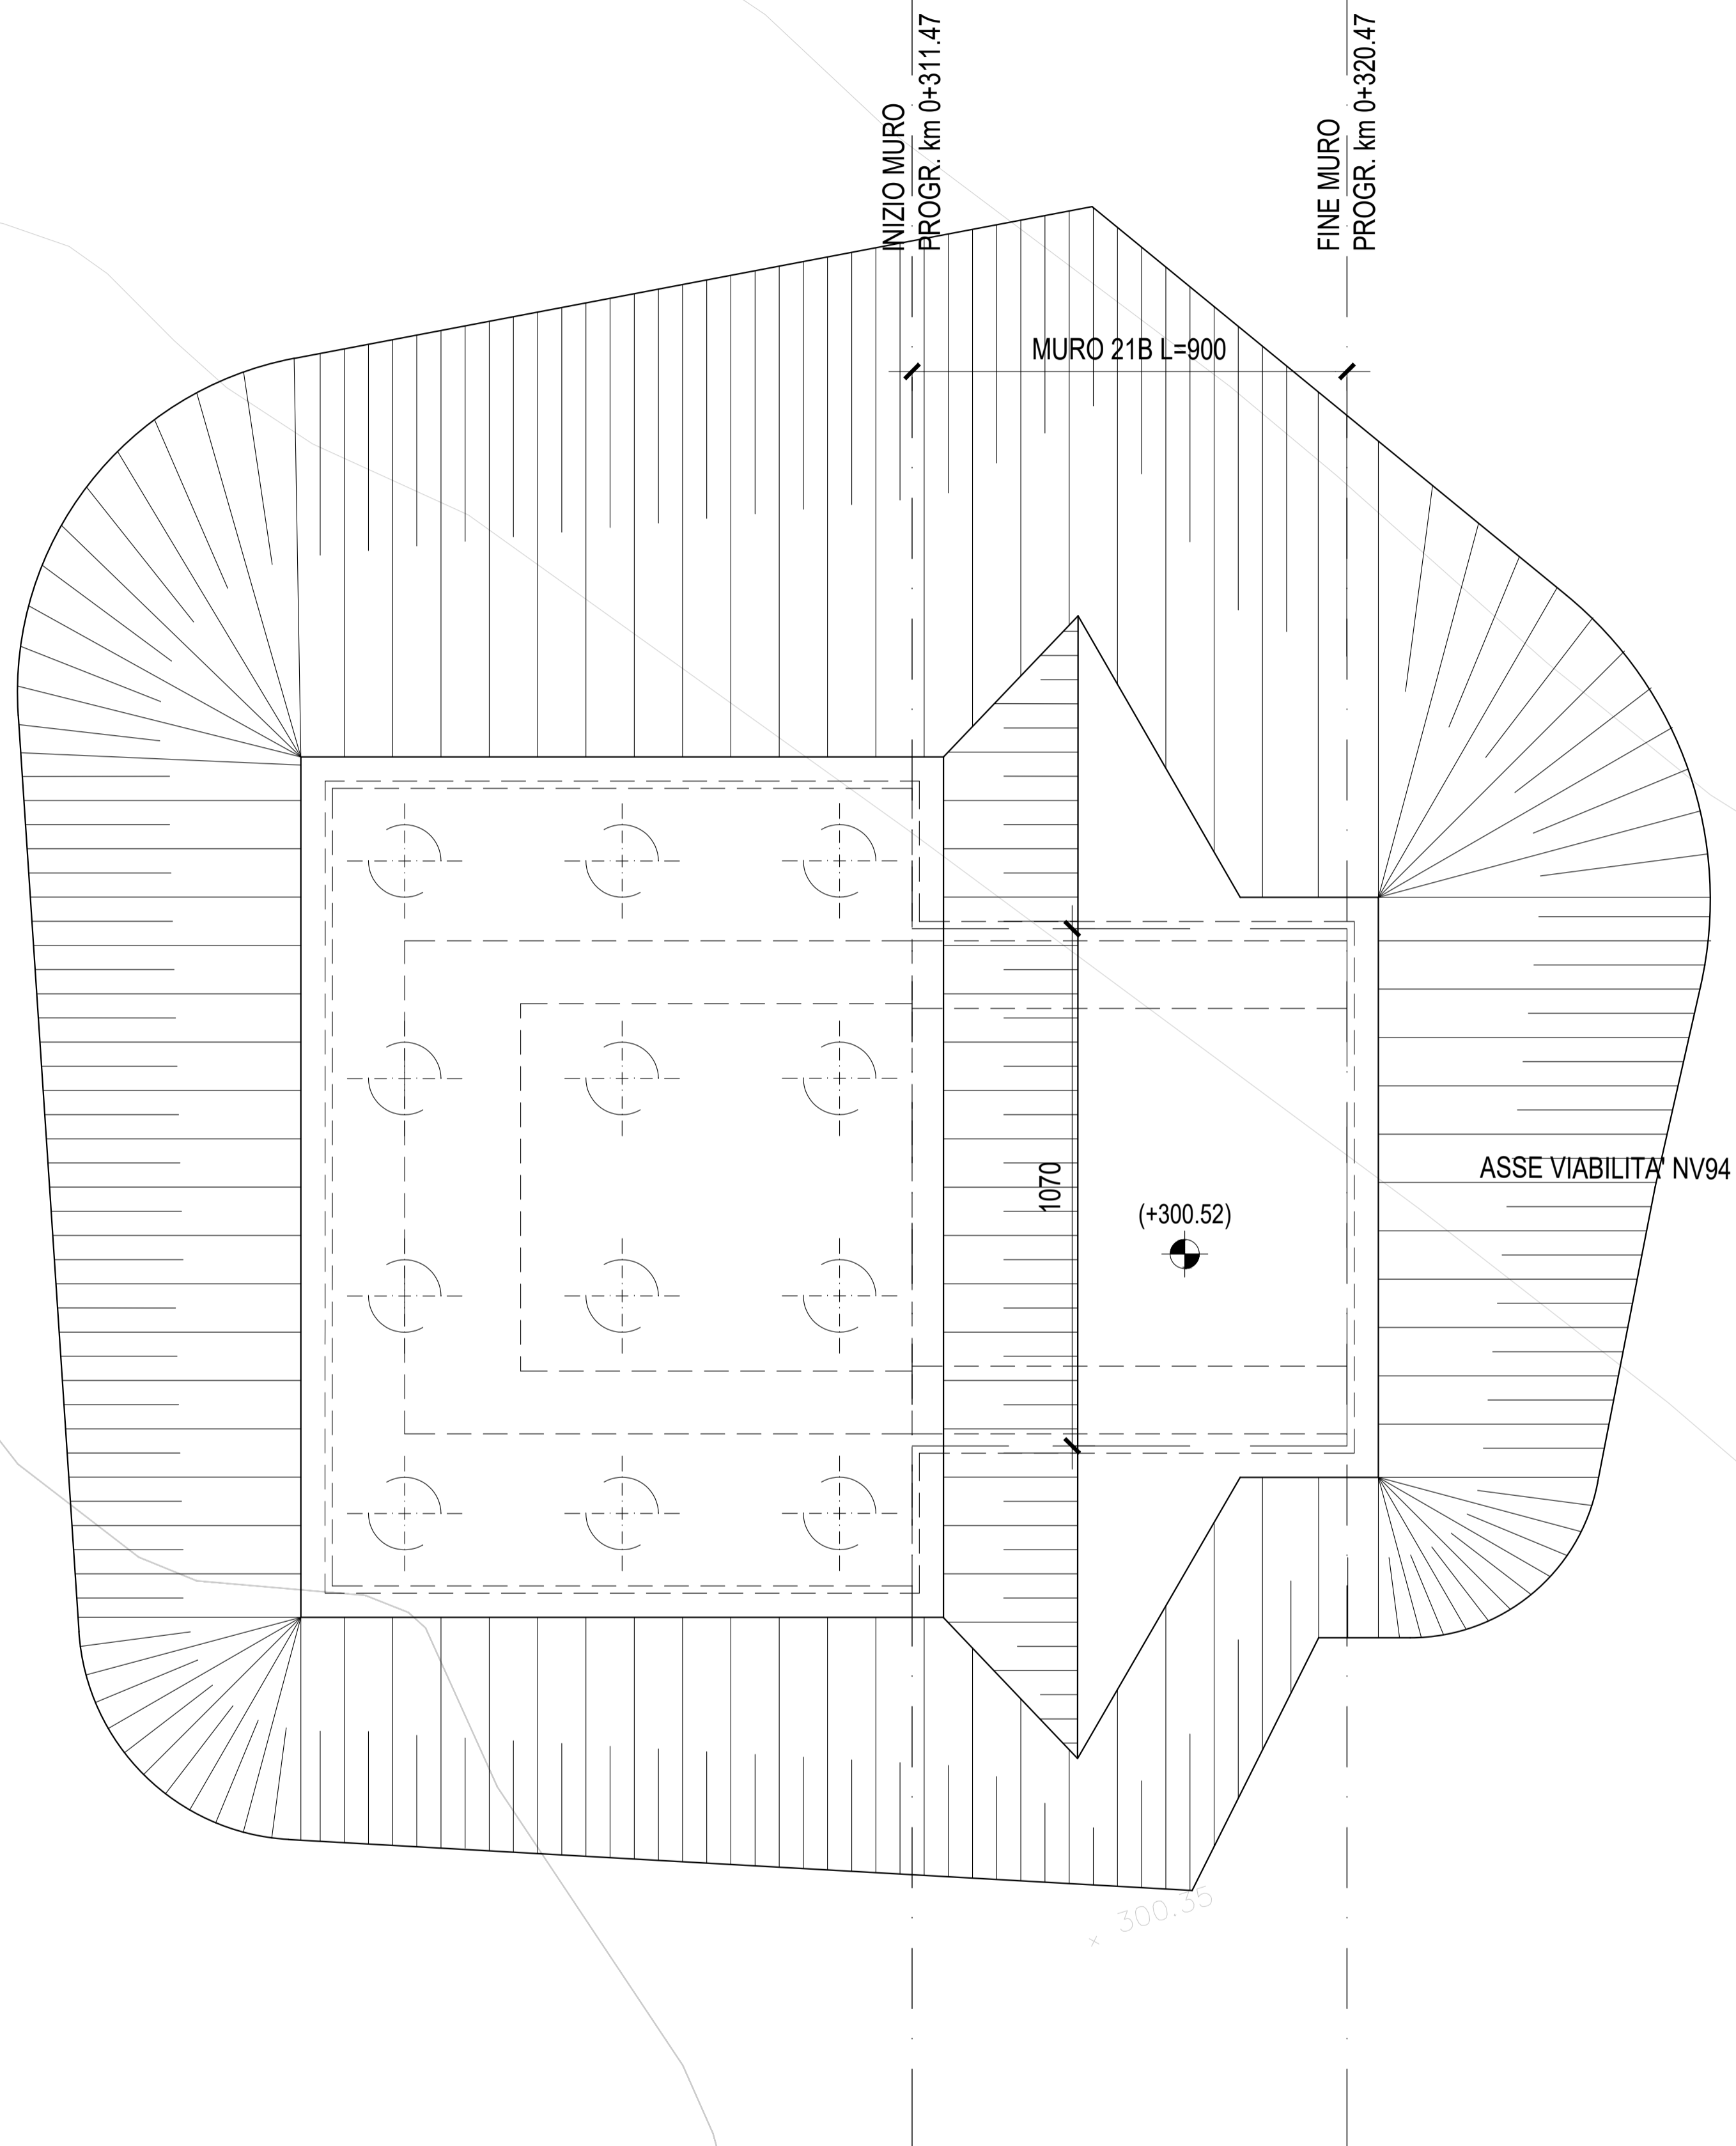 INIZIO MURO
PROGR. km 0+311.47
FINE MURO
PROGR. km 0+320.47
MURO 21B L=900
ASSE VIABILITA' NV94
1070
(+300.52)
× 300.35